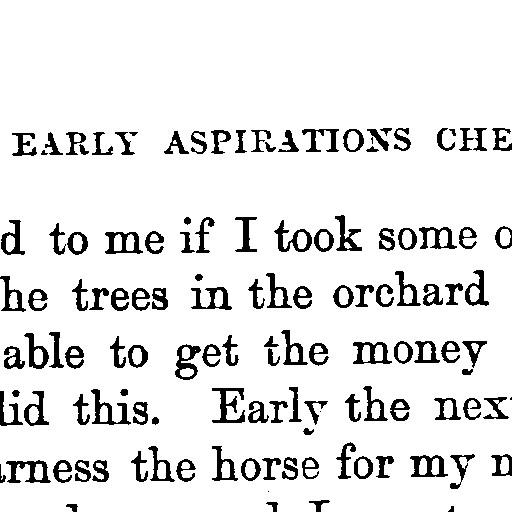 EARLY ASPIRATIONS CHE
d to me if I took some o
he trees in the orchard
able to get the money
lid this. Early the nex
arness the horse for my